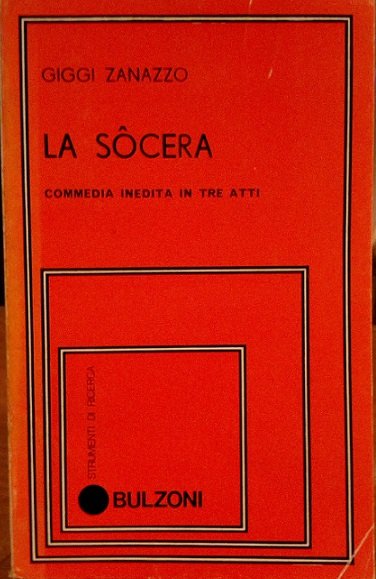 GIGGI ZANAZZO
LA SÔCERA
COMMEDIA INEDITA IN TRE ATTI
STRUMENTI DI RICERCA
BULZONI